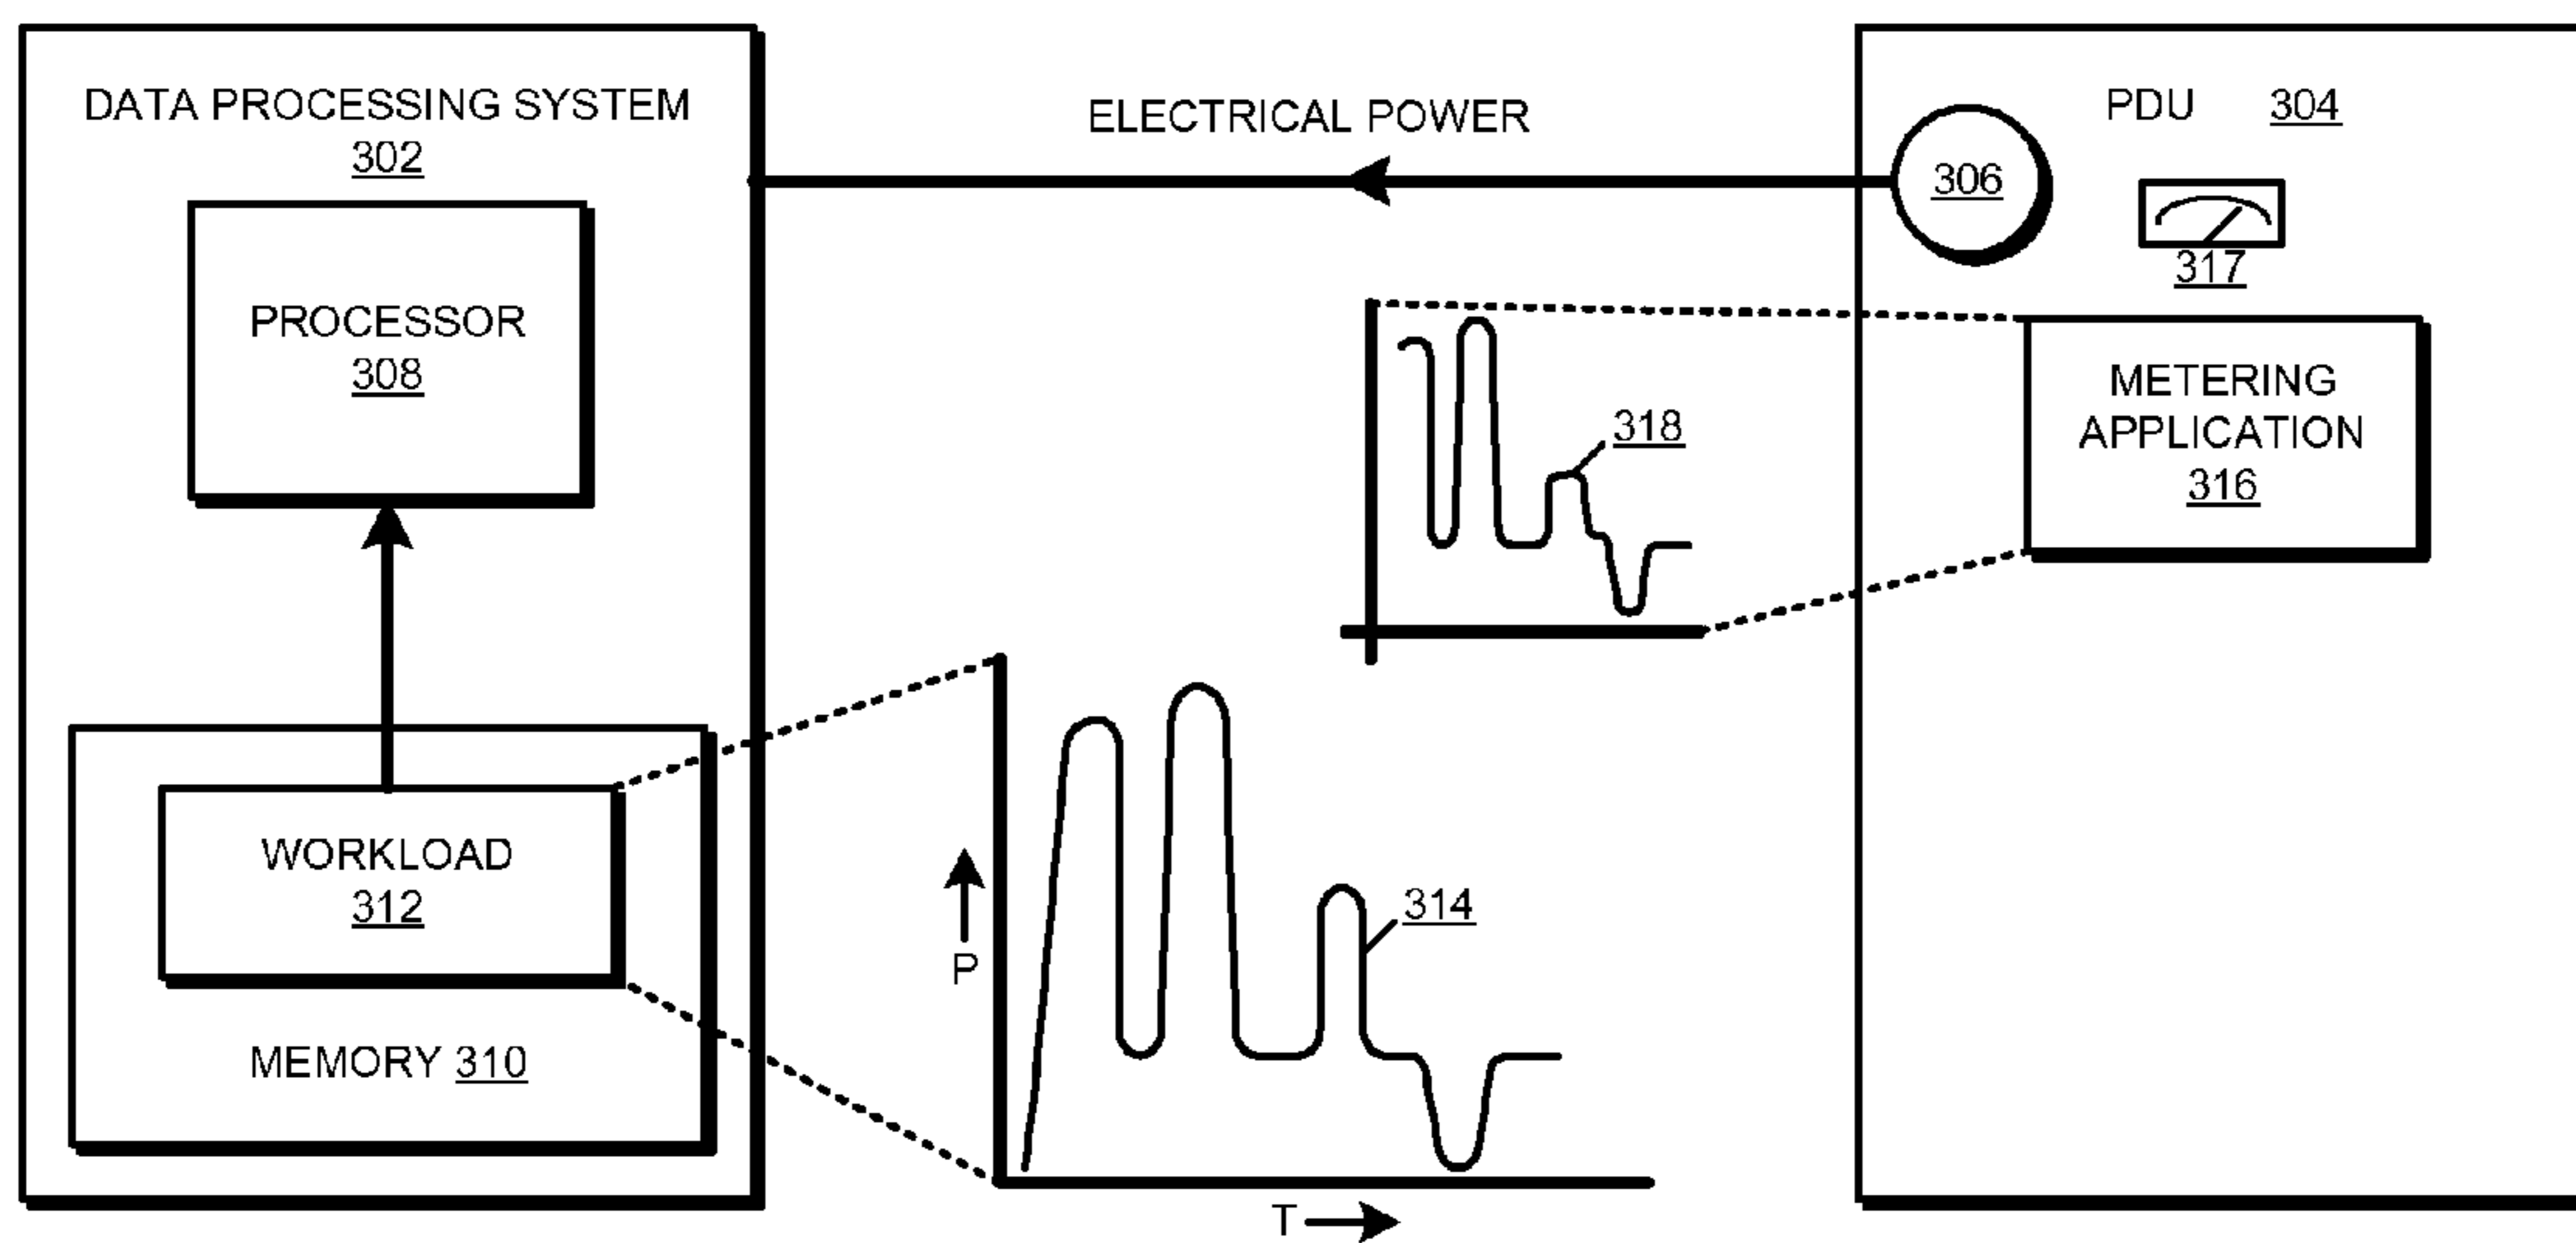 DATA PROCESSING SYSTEM
302
PROCESSOR
308
WORKLOAD
312
MEMORY 310
ELECTRICAL POWER
306
PDU 304
317
METERING
APPLICATION
316
318
314
P
T